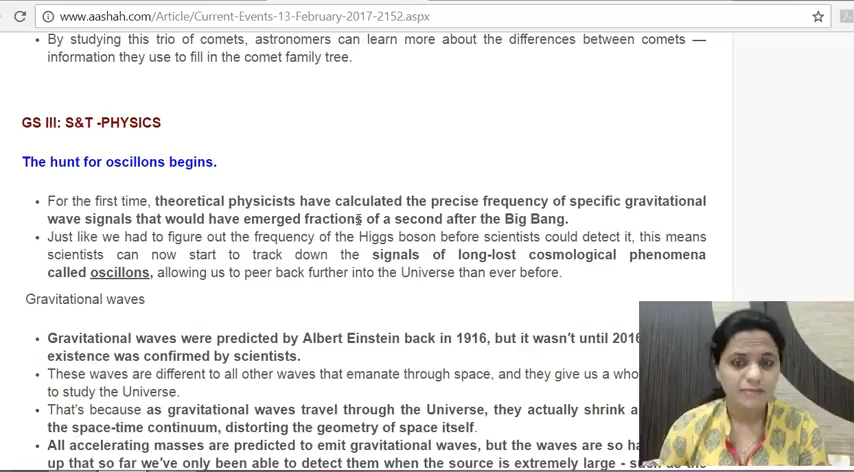 www.aashah.com/Article/Current-Events-13-February-2017-2152.aspx
By studying this trio of comets, astronomers can learn more about the differences between comets —
information they use to fill in the comet family tree.
GS III: S&T -PHYSICS
The hunt for oscillons begins.
For the first time, theoretical physicists have calculated the precise frequency of specific gravitational
wave signals that would have emerged fractions of a second after the Big Bang.
Just like we had to figure out the frequency of the Higgs boson before scientists could detect it, this means
scientists can now start to track down the signals of long-lost cosmological phenomena
called oscillons, allowing us to peer back further into the Universe than ever before.
Gravitational waves
Gravitational waves were predicted by Albert Einstein back in 1916, but it wasn't until 2016
existence was confirmed by scientists.
These waves are different to all other waves that emanate through space, and they give us a who
to study the Universe.
That's because as gravitational waves travel through the Universe, they actually shrink a
the space-time continuum, distorting the geometry of space itself.
All accelerating masses are predicted to emit gravitational waves, but the waves are so ha
up that so far we've only been able to detect them when the source is extremely large -